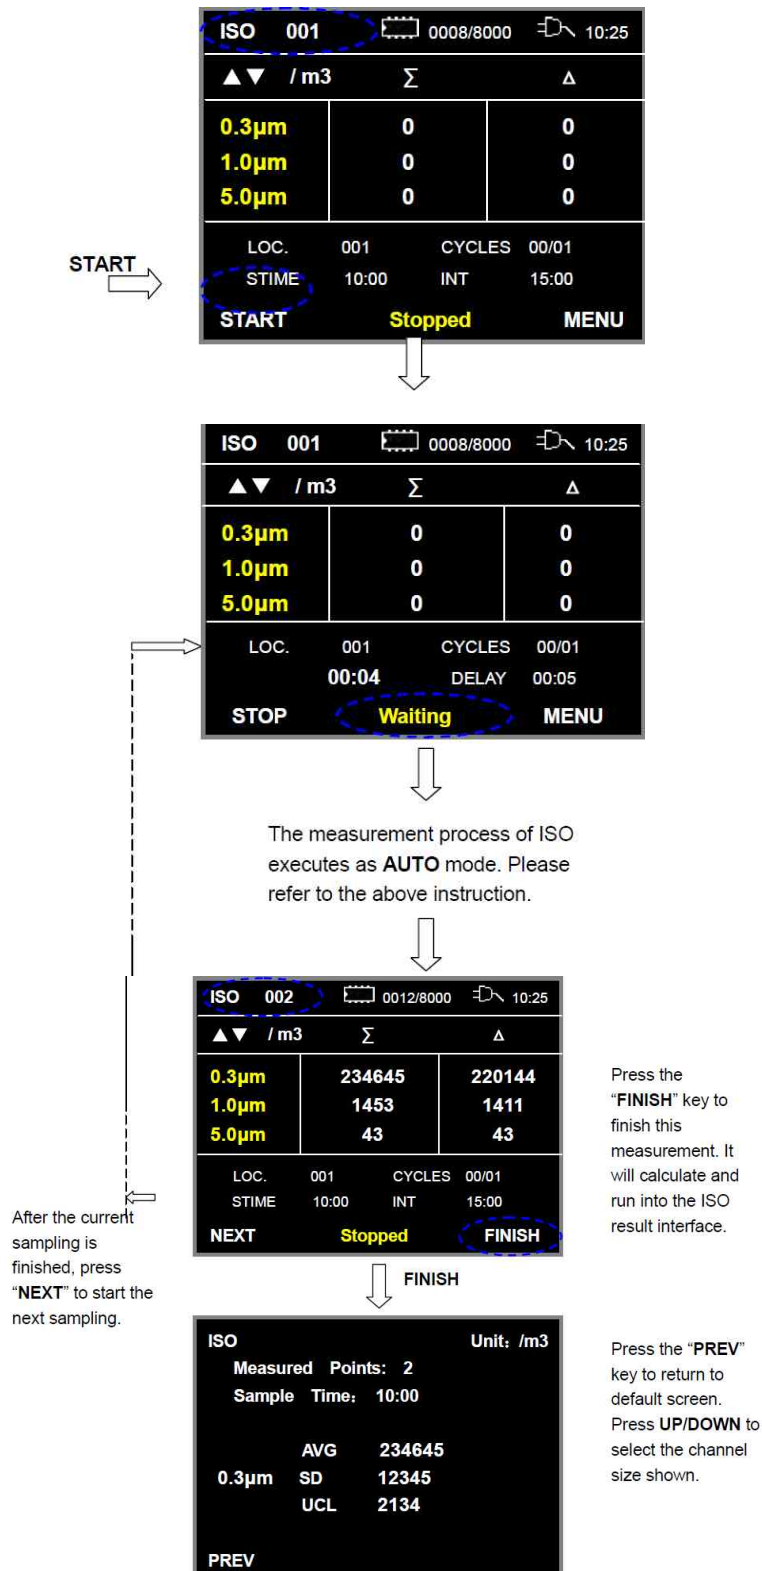 ISO 001 0008/8000 10:25
▲▼ / m3 Σ Δ
0.3µm 0 0
1.0µm 0 0
5.0µm 0 0
LOC. 001 CYCLES 00/01
STIME 10:00 INT 15:00
START Stopped MENU
START
ISO 001 0008/8000 10:25
▲▼ / m3 Σ Δ
0.3µm 0 0
1.0µm 0 0
5.0µm 0 0
LOC. 001 CYCLES 00/01
00:04 DELAY 00:05
STOP Waiting MENU
The measurement process of ISO
executes as AUTO mode. Please
refer to the above instruction.
ISO 002 0012/8000 10:25
▲▼ / m3 Σ Δ
0.3µm 234645 220144
1.0µm 1453 1411
5.0µm 43 43
LOC. 001 CYCLES 00/01
STIME 10:00 INT 15:00
NEXT Stopped FINISH
Press the
“FINISH” key to
finish this
measurement. It
will calculate and
run into the ISO
result interface.
After the current
sampling is
finished, press
“NEXT” to start the
next sampling.
FINISH
ISO Unit: /m3
Measured Points: 2
Sample Time: 10:00
AVG 234645
0.3µm SD 12345
UCL 2134
PREV
Press the “PREV”
key to return to
default screen.
Press UP/DOWN to
select the channel
size shown.